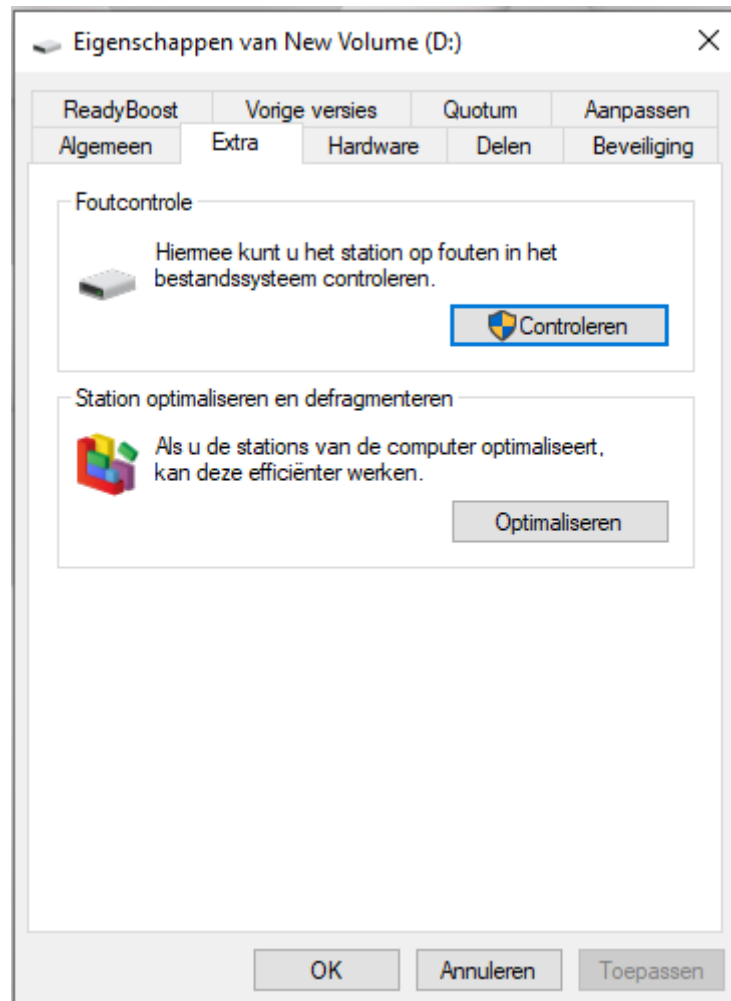 Eigenschappen van New Volume (D:)
ReadyBoost Vorige versies Quotum Aanpassen
Algemeen Extra Hardware Delen Beveiliging
Foutcontrole
Hiermee kunt u het station op fouten in het
bestandssysteem controleren.
Controleren
Station optimaliseren en defragmenteren
Als u de stations van de computer optimaliseert,
kan deze efficiënter werken.
Optimaliseren
OK Annuleren Toepassen